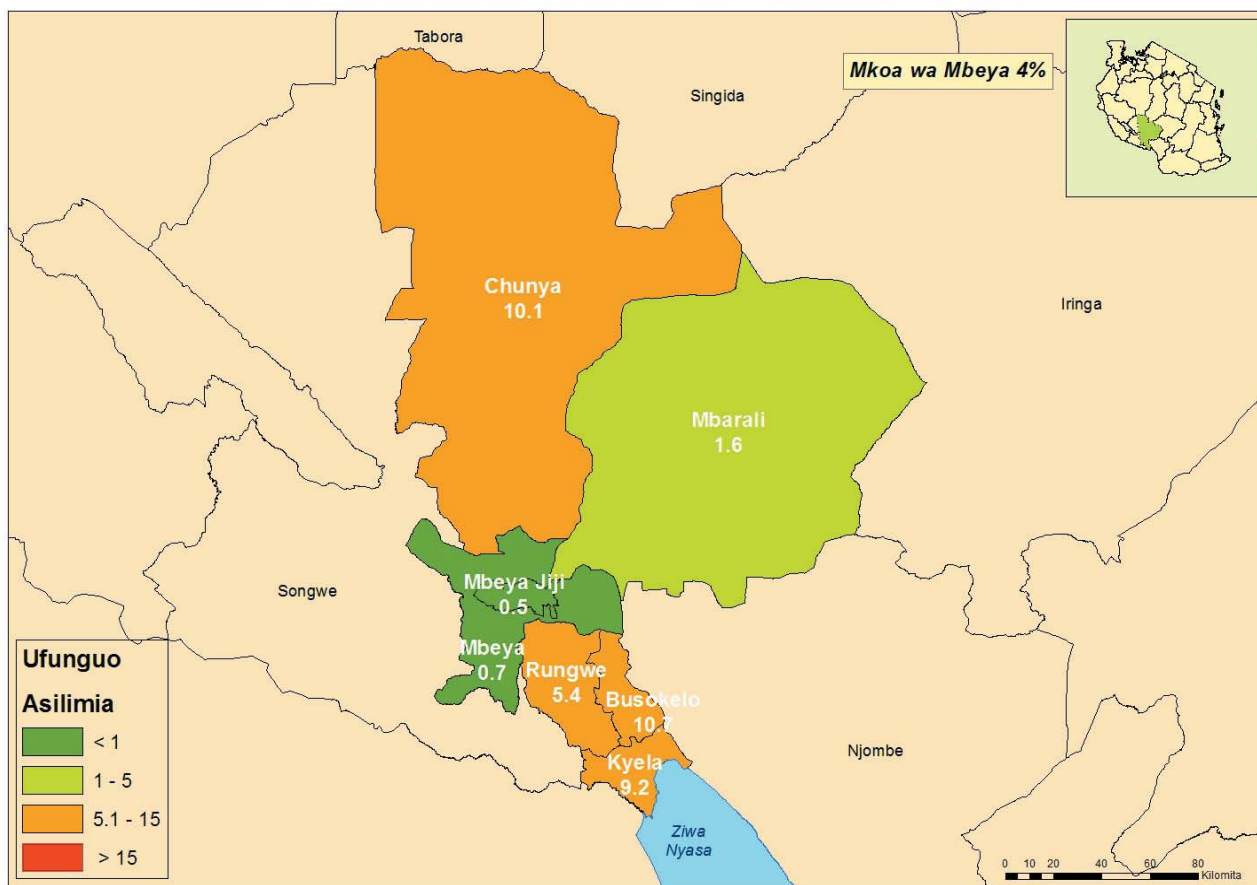 Tabora
Mkoa wa Mbeya 4%
Singida
Chunya
10.1
Iringa
Mbarali
1.6
Mbeya Jiji
0.5
Songwe
Mbeya
0.7
Rungwe
5.4
Busokelo
10.7
Njombe
Kyela
9.2
Ziwa
Nyasa
Ufunguo
Asilimia
< 1
1 - 5
5.1 - 15
> 15
0 10 20 40 60 80
Kilomita